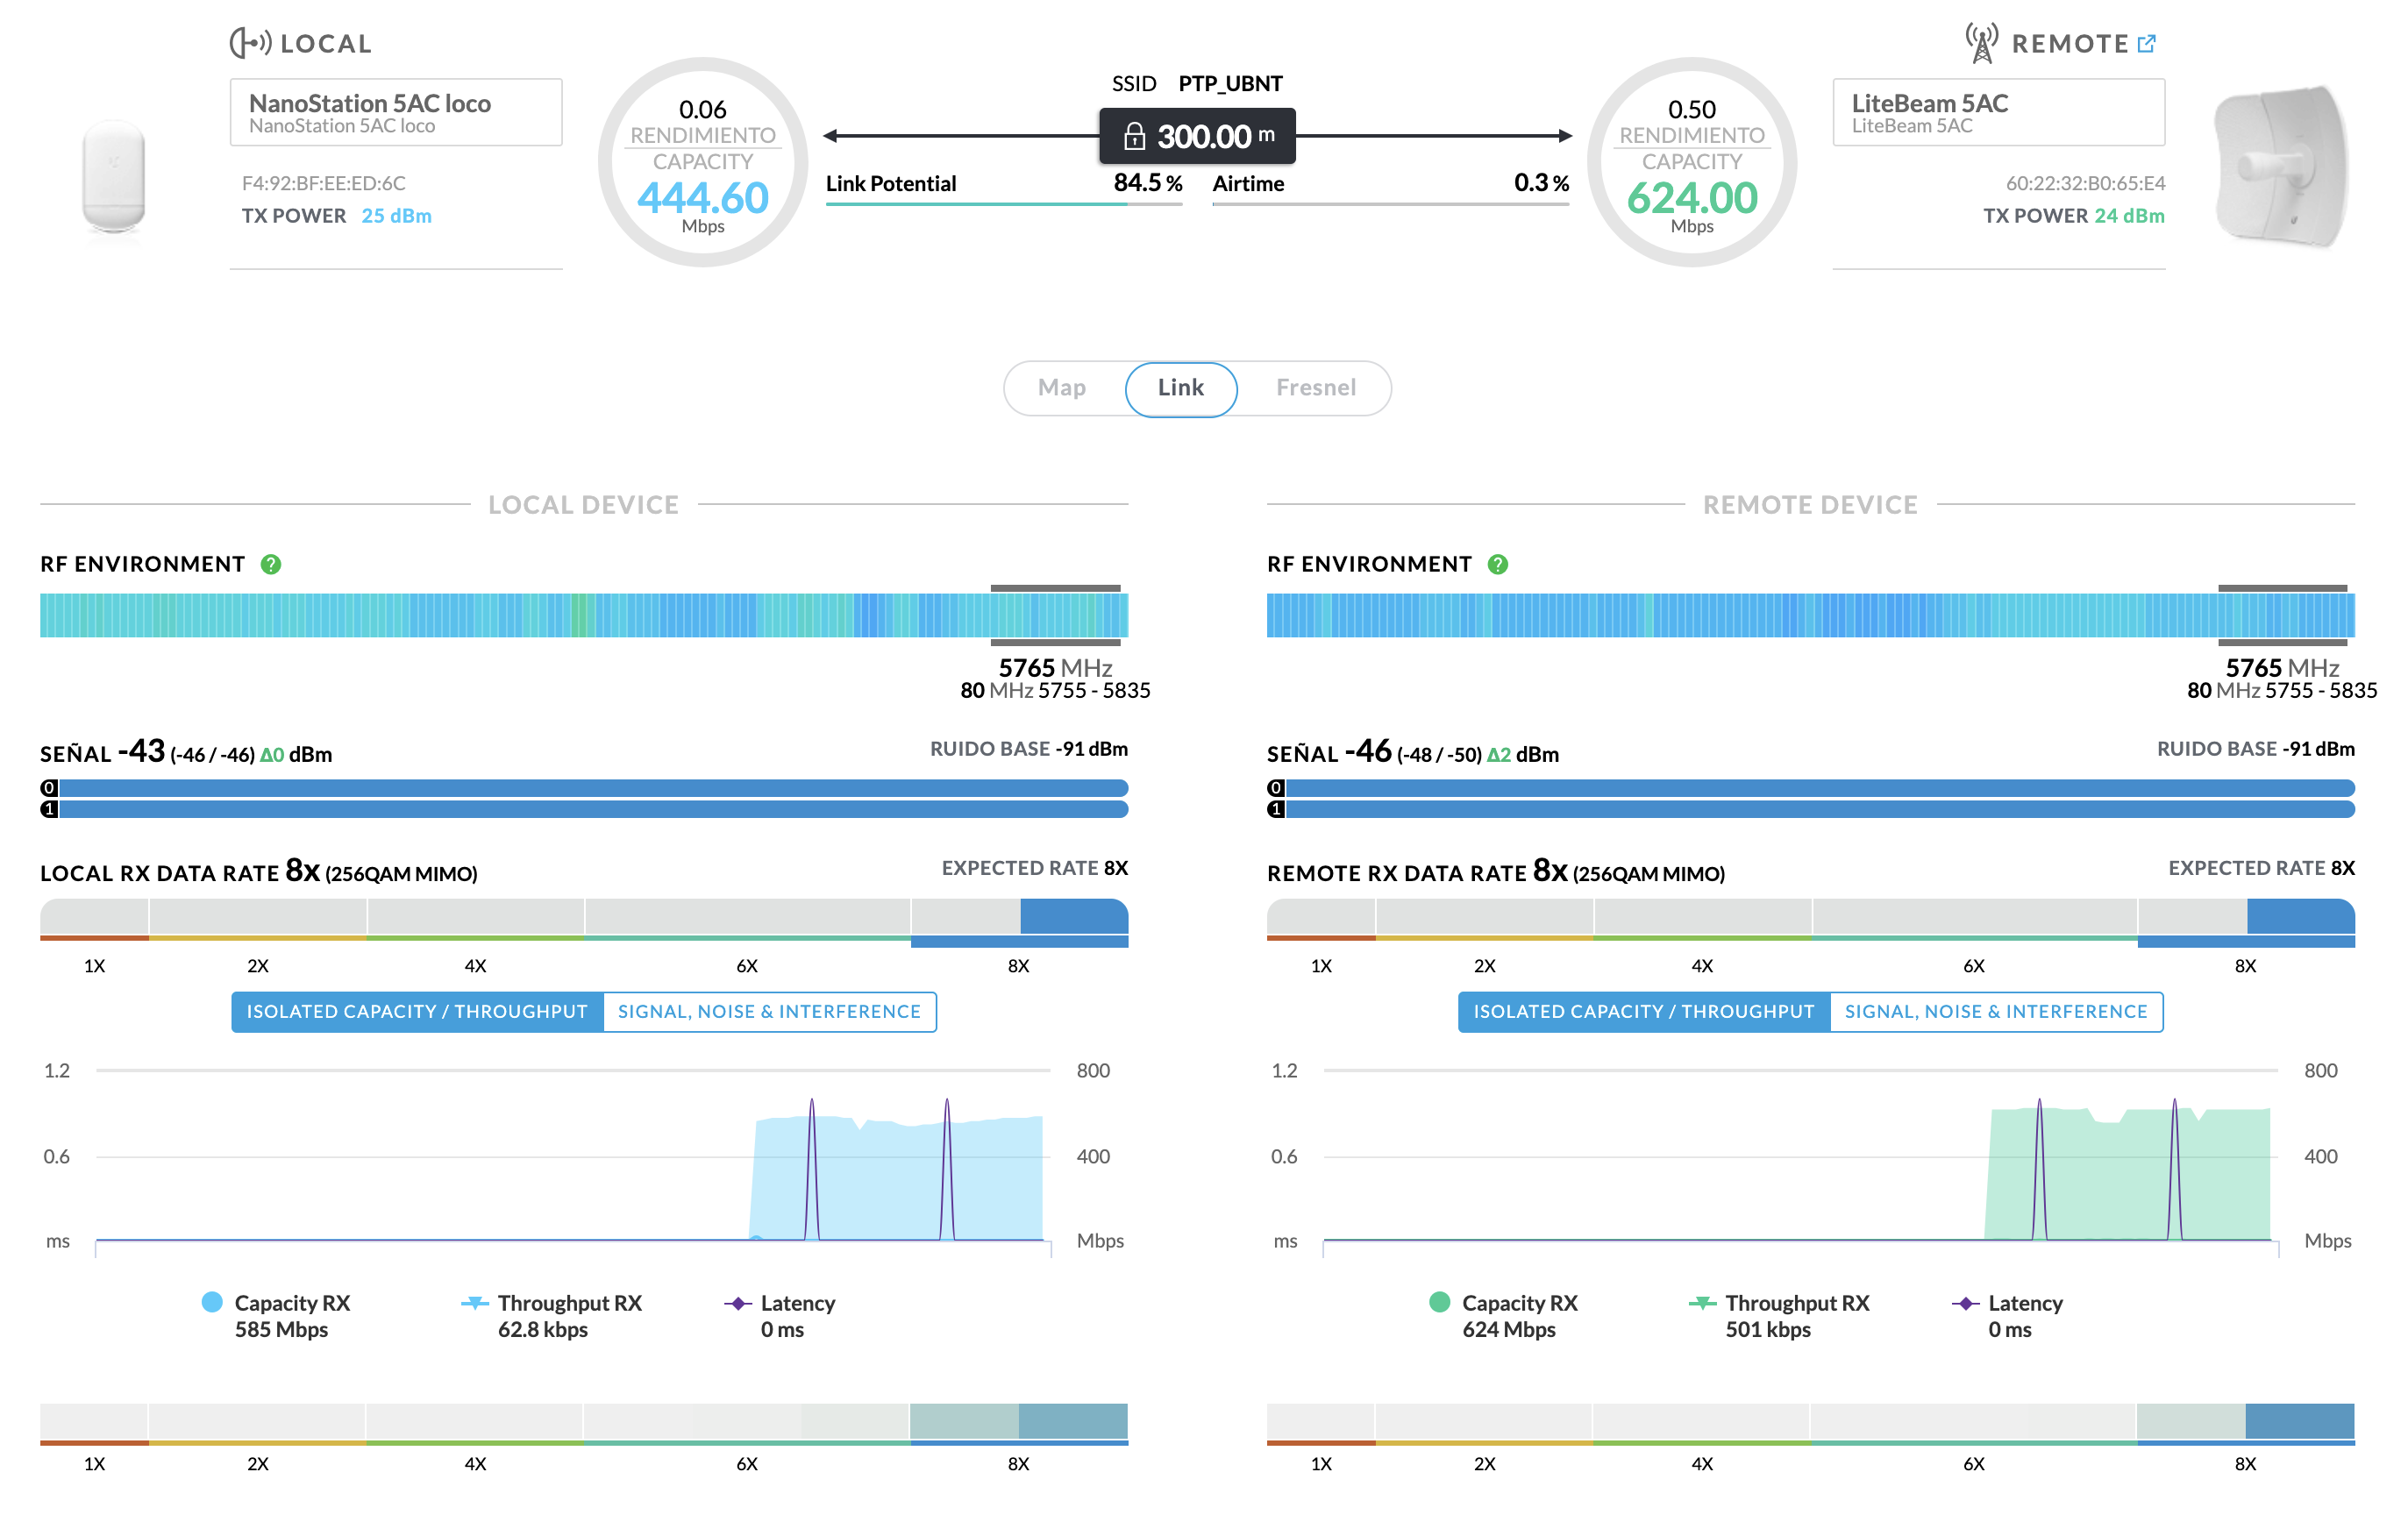 LOCAL
REMOTE
NanoStation 5AC loco
NanoStation 5AC loco
F4:92:BF:EE:ED:6C
TX POWER 25 dBm
0.06
RENDIMIENTO
CAPACITY
444.60
Mbps
SSID PTP_UBNT
300.00 m
Link Potential 84.5 % Airtime 0.3 %
0.50
RENDIMIENTO
CAPACITY
624.00
Mbps
LiteBeam 5AC
LiteBeam 5AC
60:22:32:B0:65:E4
TX POWER 24 dBm
Map Link Fresnel
LOCAL DEVICE
RF ENVIRONMENT ?
5765 MHz
80 MHz 5755 - 5835
SEÑAL -43 (-46 / -46) Δ0 dBm RUIDO BASE -91 dBm
0
1
LOCAL RX DATA RATE 8x (256QAM MIMO) EXPECTED RATE 8X
1X 2X 4X 6X 8X
ISOLATED CAPACITY / THROUGHPUT SIGNAL, NOISE & INTERFERENCE
1.2 800
0.6 400
ms Mbps
Capacity RX Throughput RX Latency
585 Mbps 62.8 kbps 0 ms
1X 2X 4X 6X 8X
REMOTE DEVICE
RF ENVIRONMENT ?
5765 MHz
80 MHz 5755 - 5835
SEÑAL -46 (-48 / -50) Δ2 dBm RUIDO BASE -91 dBm
0
1
REMOTE RX DATA RATE 8x (256QAM MIMO) EXPECTED RATE 8X
1X 2X 4X 6X 8X
ISOLATED CAPACITY / THROUGHPUT SIGNAL, NOISE & INTERFERENCE
1.2 800
0.6 400
ms Mbps
Capacity RX Throughput RX Latency
624 Mbps 501 kbps 0 ms
1X 2X 4X 6X 8X